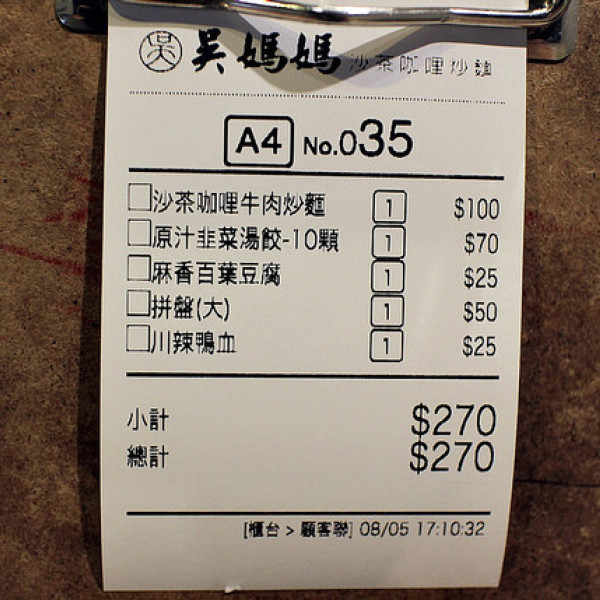 吳 吳媽媽 沙茶咖哩炒麵
A4 No.035
沙茶咖哩牛肉炒麵 1 $100
原汁韭菜湯餃-10顆 1 $70
麻香百葉豆腐 1 $25
拼盤(大) 1 $50
川辣鴨血 1 $25
小計 $270
總計 $270
[櫃台 > 顧客聯] 08/05 17:10:32